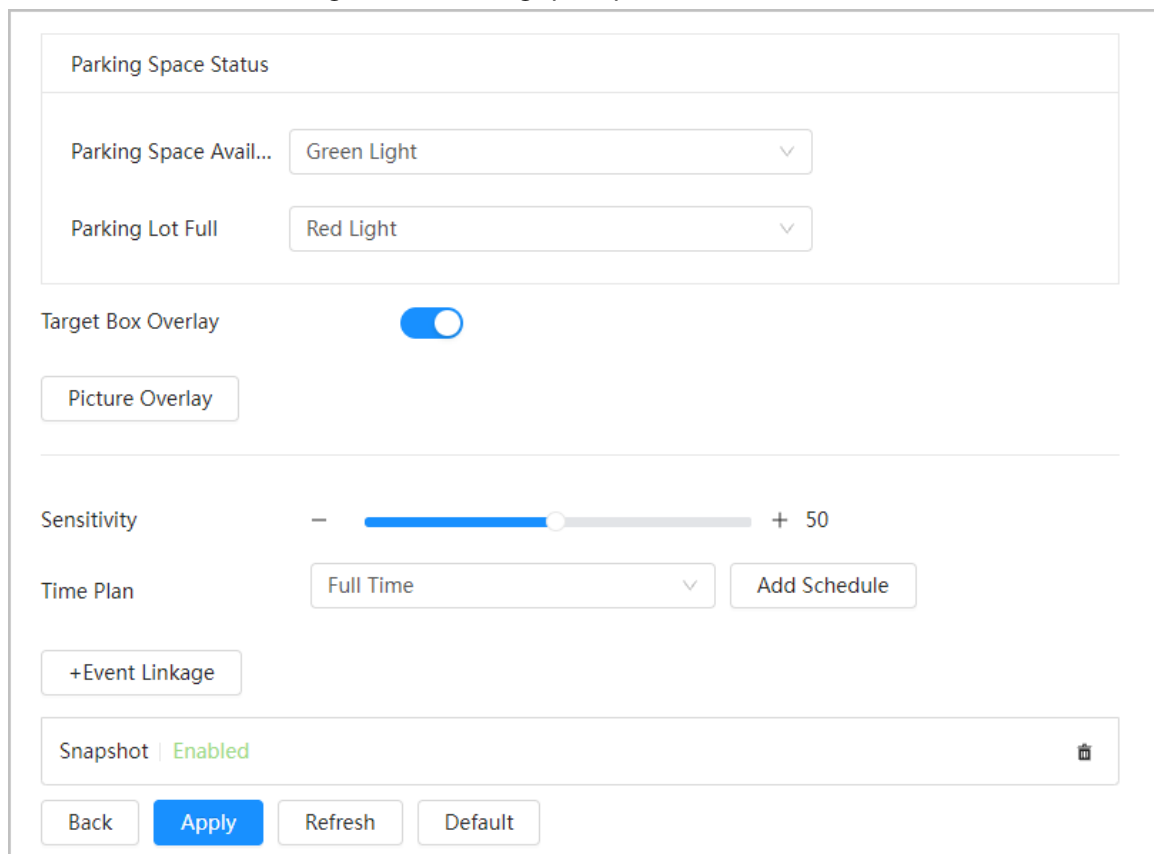 Parking Space Status
Parking Space Avail... Green Light
Parking Lot Full Red Light
Target Box Overlay
Picture Overlay
Sensitivity − + 50
Time Plan Full Time Add Schedule
+Event Linkage
Snapshot Enabled
Back Apply Refresh Default